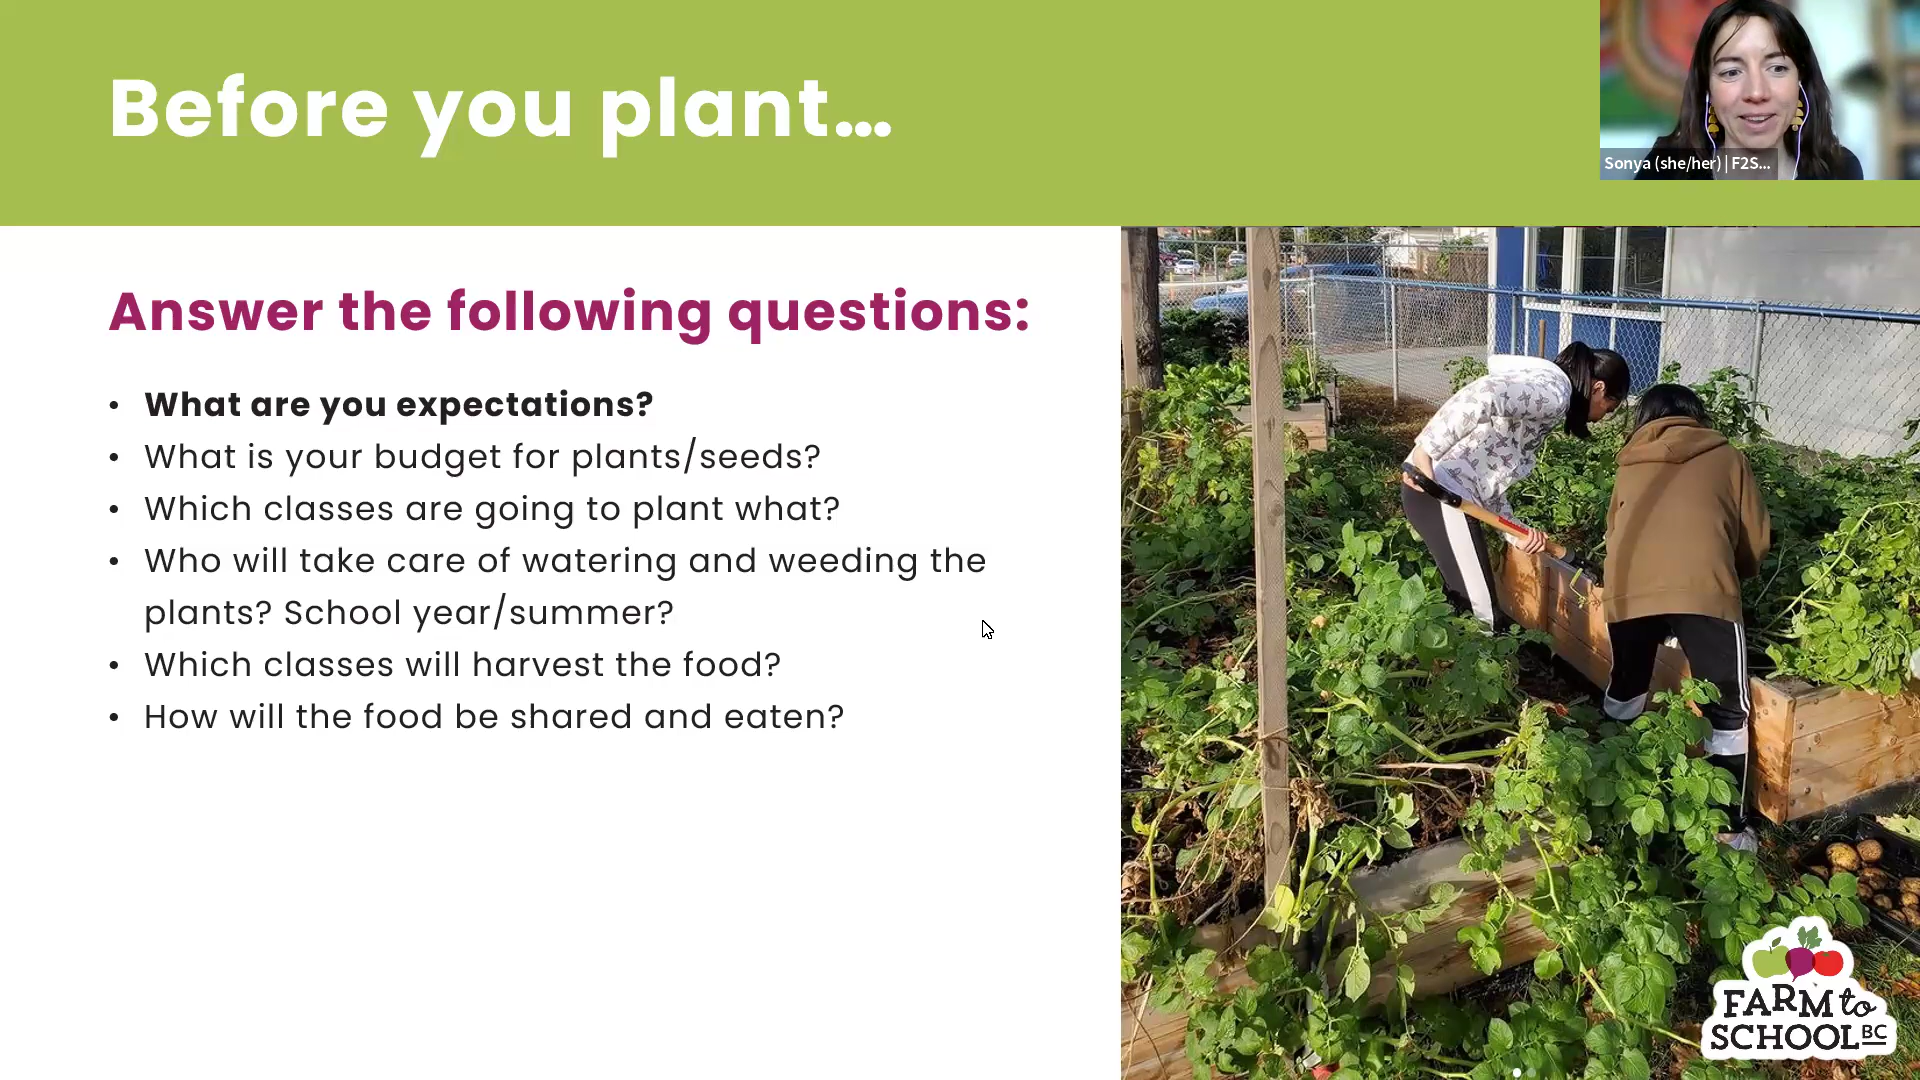 Before you plant...
Sonya (she/her) | F2S...
Answer the following questions:
• What are you expectations?
• What is your budget for plants/seeds?
• Which classes are going to plant what?
• Who will take care of watering and weeding the
plants? School year/summer?
• Which classes will harvest the food?
• How will the food be shared and eaten?
FARM to
SCHOOL BC